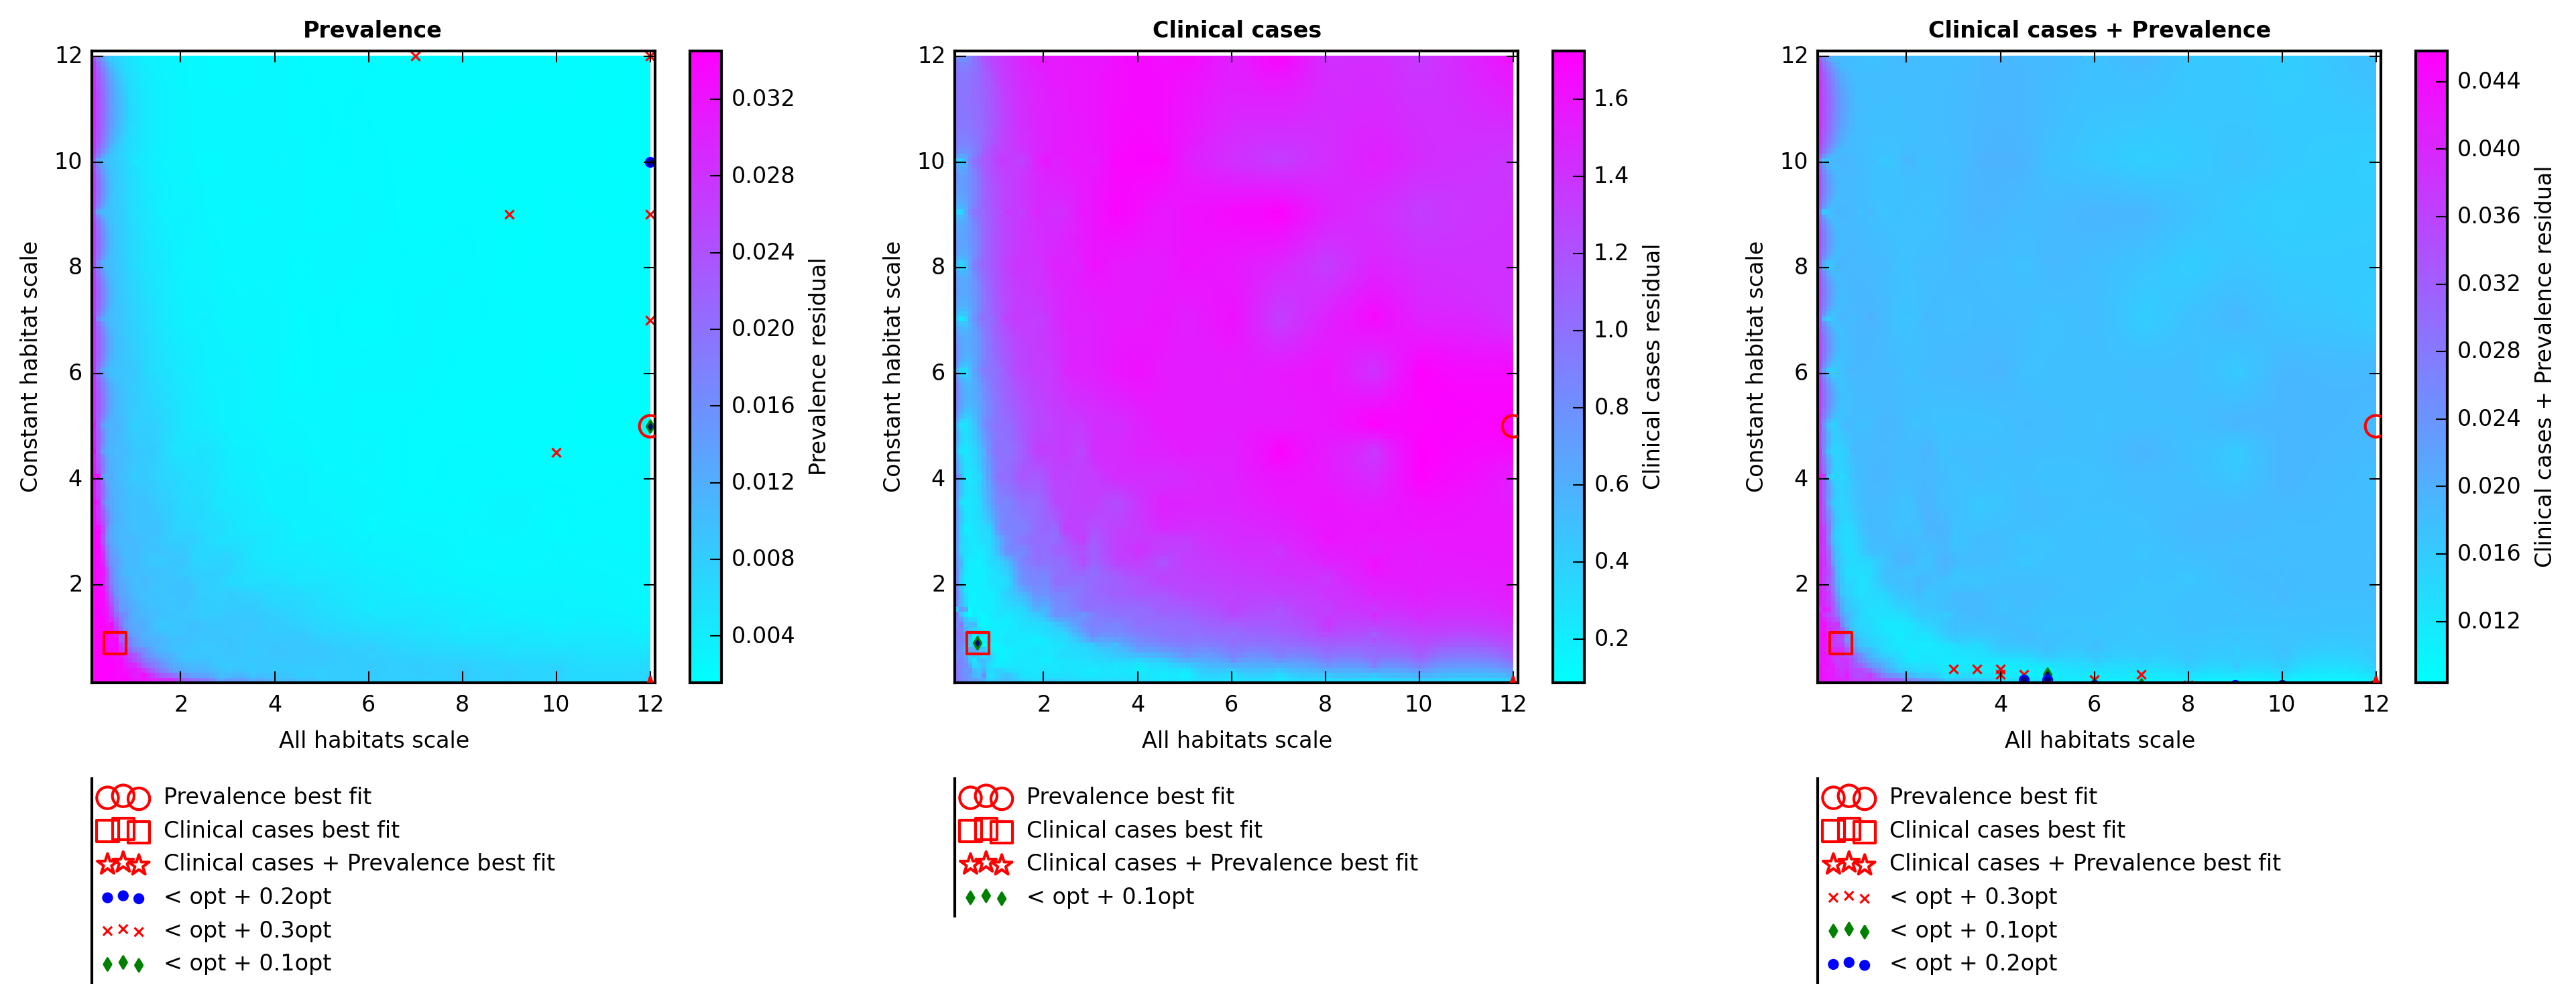 Prevalence
Clinical cases
Clinical cases + Prevalence
12
10
8
6
4
2
Constant habitat scale
2 4 6 8 10 12
All habitats scale
0.032
0.028
0.024
0.020
0.016
0.012
0.008
0.004
Prevalence residual
12
10
8
6
4
2
Constant habitat scale
2 4 6 8 10 12
All habitats scale
1.6
1.4
1.2
1.0
0.8
0.6
0.4
0.2
Clinical cases residual
12
10
8
6
4
2
Constant habitat scale
2 4 6 8 10 12
All habitats scale
0.044
0.040
0.036
0.032
0.028
0.024
0.020
0.016
0.012
Clinical cases + Prevalence residual
Prevalence best fit
Clinical cases best fit
Clinical cases + Prevalence best fit
< opt + 0.2opt
< opt + 0.3opt
< opt + 0.1opt
Prevalence best fit
Clinical cases best fit
Clinical cases + Prevalence best fit
< opt + 0.1opt
Prevalence best fit
Clinical cases best fit
Clinical cases + Prevalence best fit
< opt + 0.3opt
< opt + 0.1opt
< opt + 0.2opt